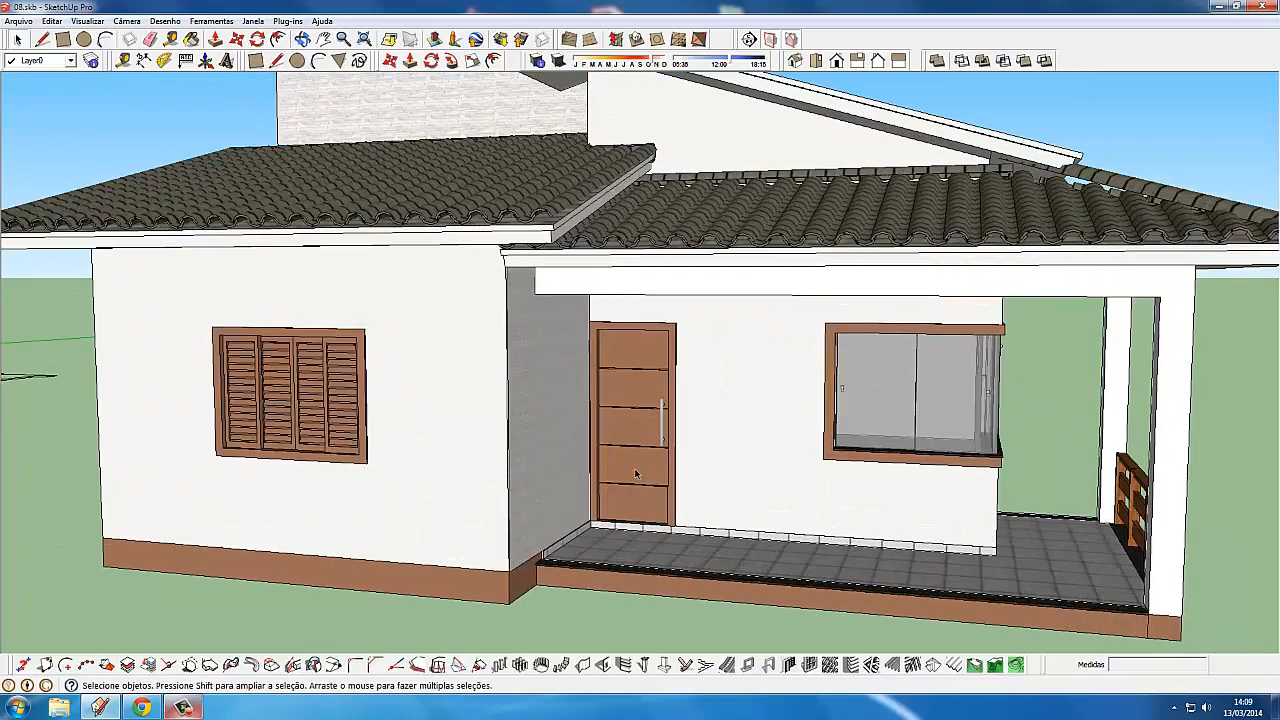 08.skb - SketchUp Pro
Arquivo Editar Visualizar Câmera Desenho Ferramentas Janela Plug-ins Ajuda
Layer0
J F M A M J J A S O N D 06:36 12:00 18:15
Medidas
Selecione objetos. Pressione Shift para ampliar a seleção. Arraste o mouse para fazer múltiplas seleções.
14:09
13/03/2014